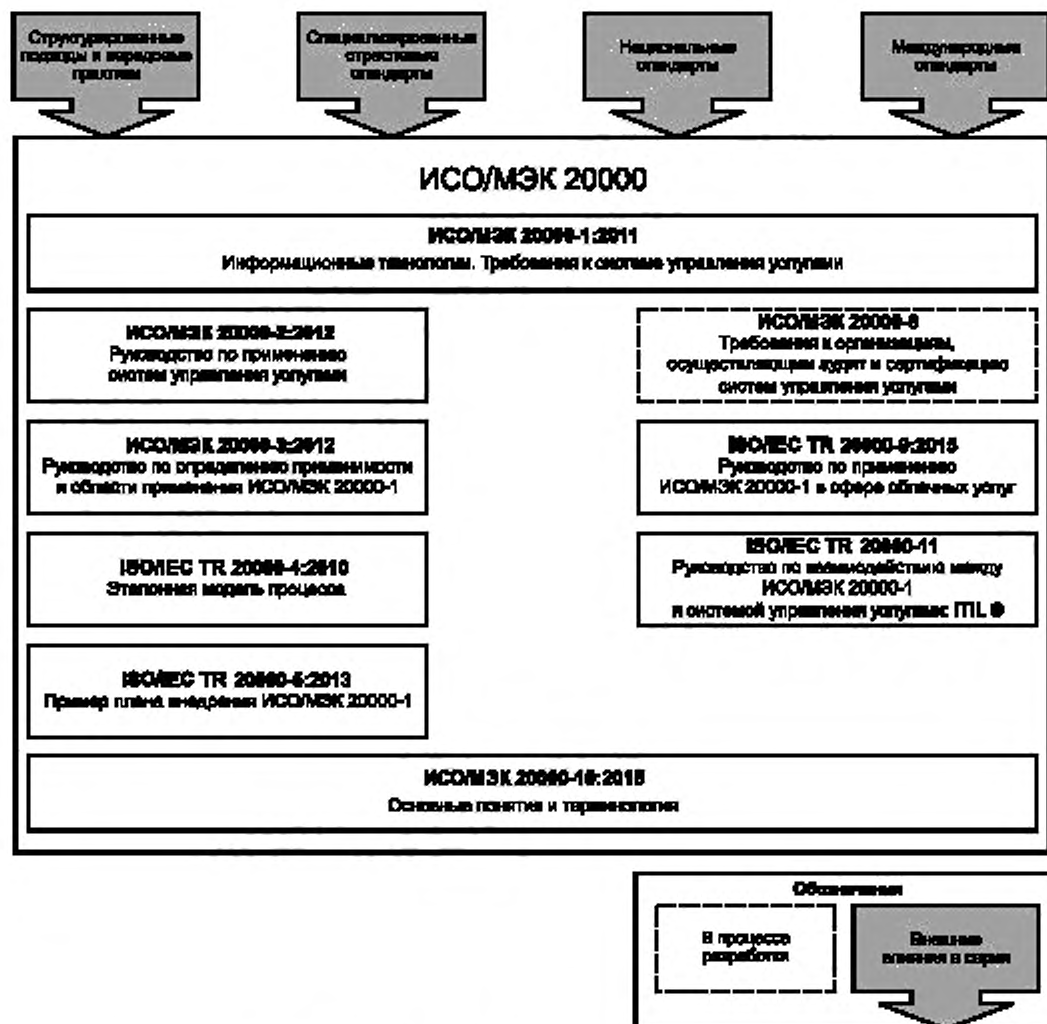 Структурированные
подходы и передовые
практики
Специализированные
отраслевые
стандарты
Национальные
стандарты
Международные
стандарты
ИСО/МЭК 20000
ИСО/МЭК 20000-1:2011
Информационные технологии. Требования к системе управления услугами
ИСО/МЭК 20000-2:2012
Руководство по применению
систем управления услугами
ИСО/МЭК 20000-6
Требования к организациям,
осуществляющим аудит и сертификацию
систем управления услугами
ИСО/МЭК 20000-3:2012
Руководство по определению применимости
и области применения ИСО/МЭК 20000-1
ISO/IEC TR 20000-9:2015
Руководство по применению
ИСО/МЭК 20000-1 в сфере облачных услуг
ISO/IEC TR 20000-4:2010
Эталонная модель процесса
ISO/IEC TR 20000-11
Руководство по взаимодействию между
ИСО/МЭК 20000-1
и системой управления услугами: ITIL ®
ISO/IEC TR 20000-5:2013
Пример плана внедрения ИСО/МЭК 20000-1
ИСО/МЭК 20000-10:2015
Основные понятия и терминология
Обозначения
В процессе
разработки
Внешние
влияния в серии